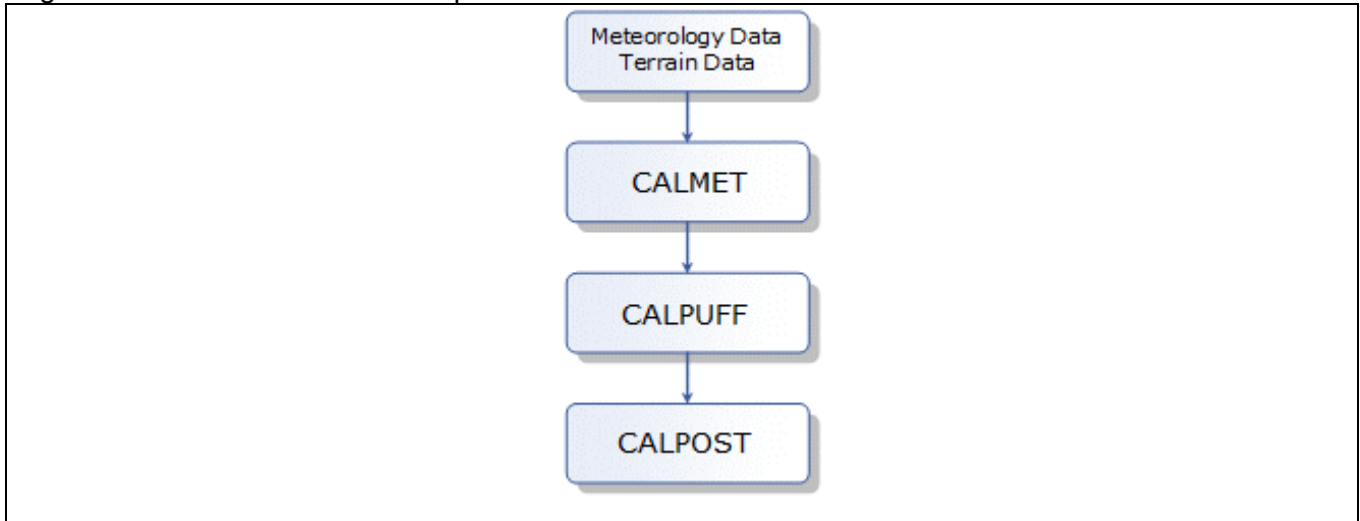 Meteorology Data
Terrain Data
CALMET
CALPUFF
CALPOST